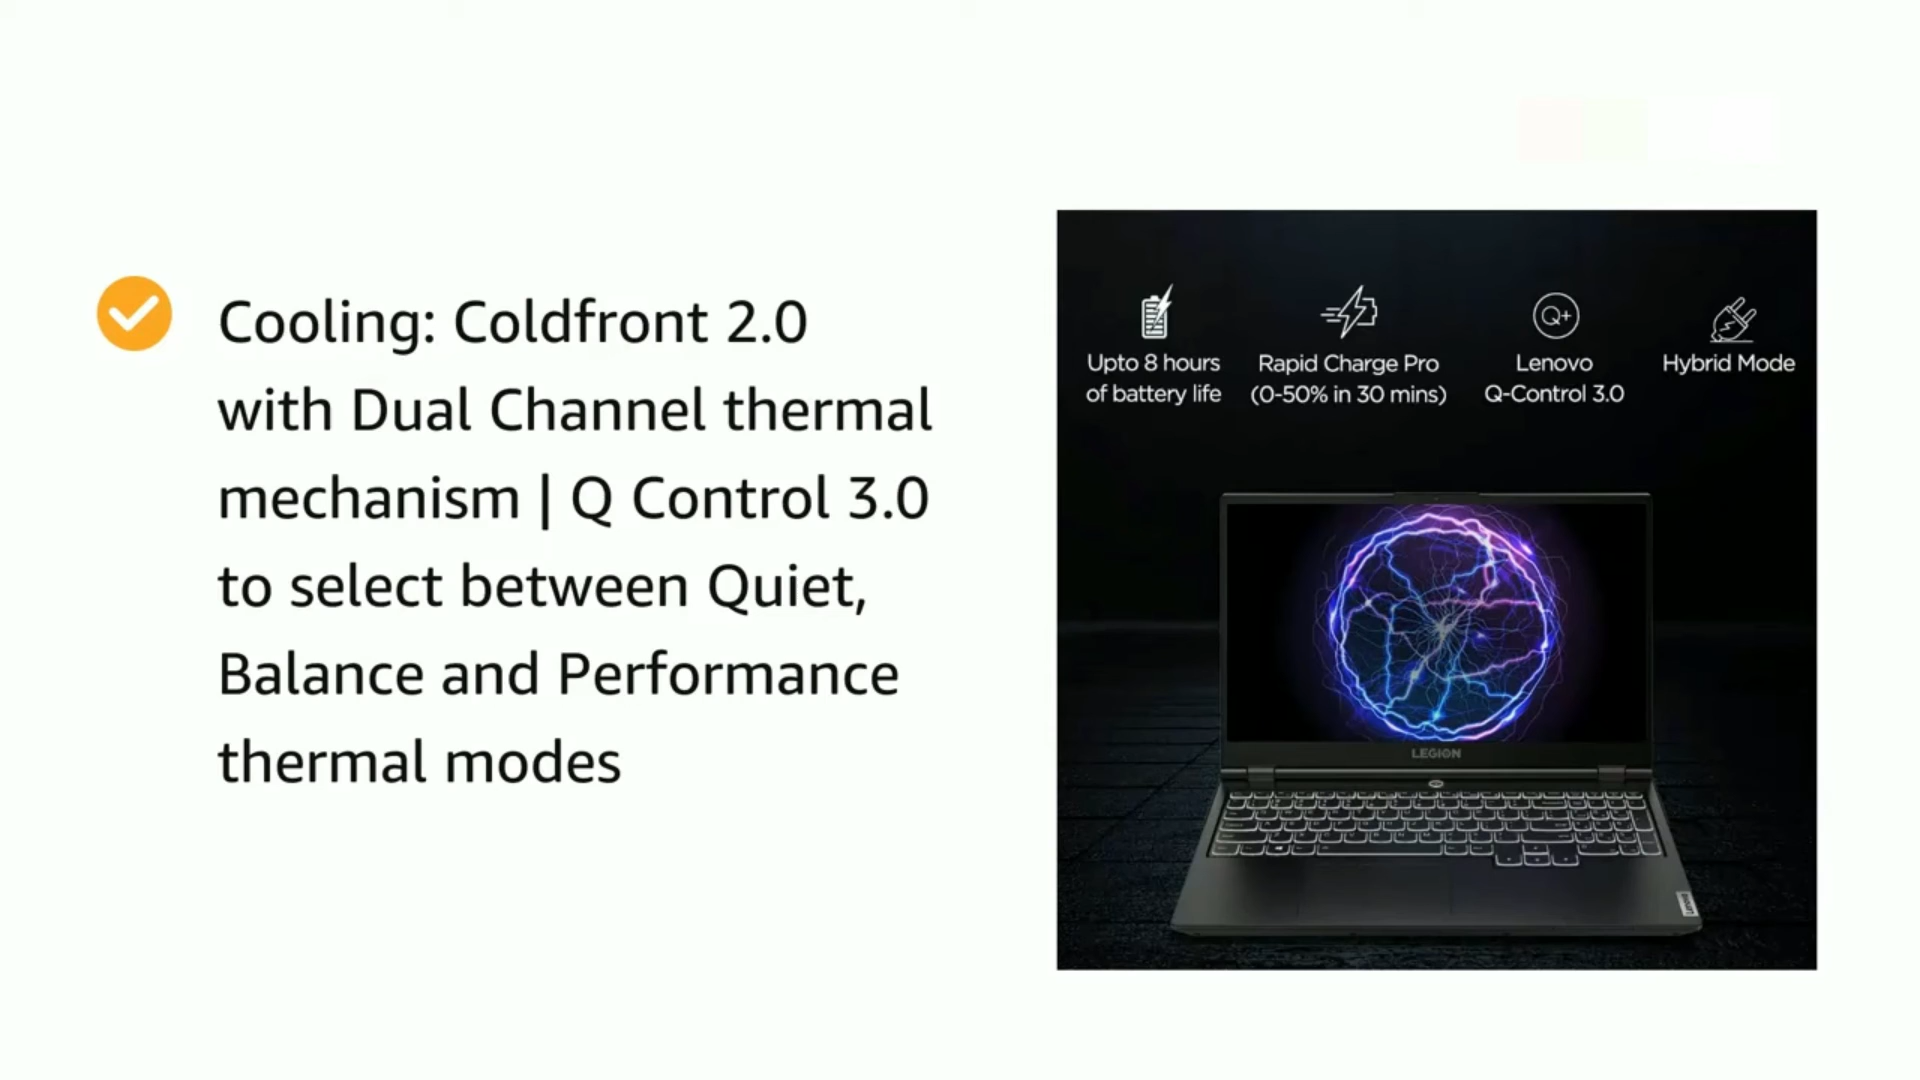 Cooling: Coldfront 2.0
with Dual Channel thermal
mechanism | Q Control 3.0
to select between Quiet,
Balance and Performance
thermal modes
Q+
Upto 8 hours
of battery life
Rapid Charge Pro
(0-50% in 30 mins)
Lenovo
Q-Control 3.0
Hybrid Mode
LEGION
Lenovo